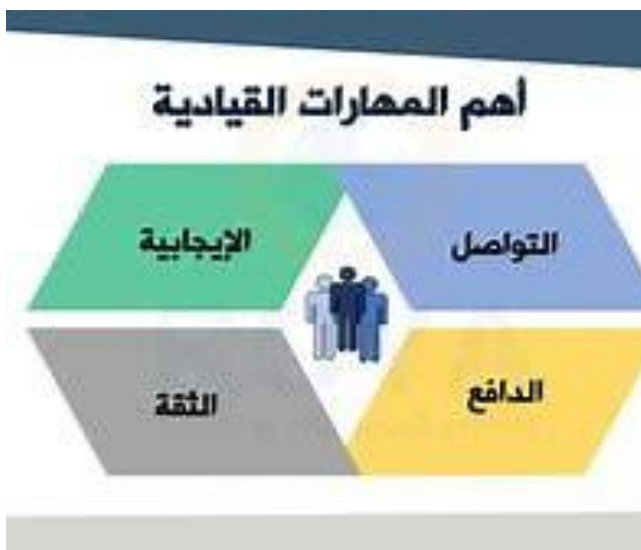 أهم المهارات القيادية
التواصل
الإيجابية
الدافع
الثقة